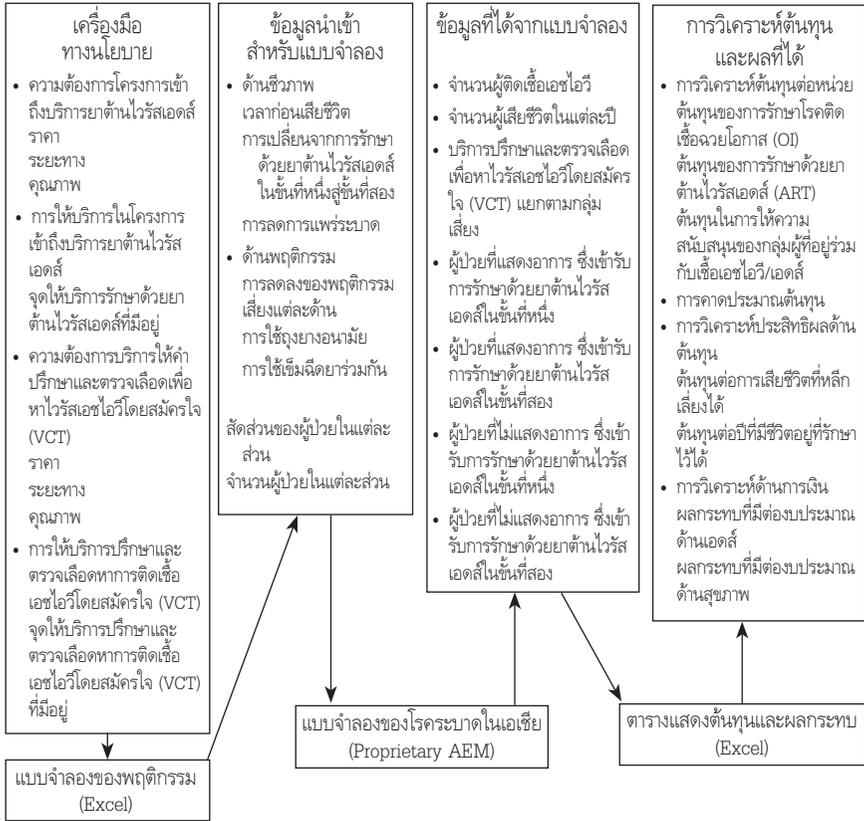 เครื่องมือ
ทางนโยบาย
• ความต้องการโครงการเข้า
ถึงบริการยาต้านไวรัสเอดส์
ราคา
ระยะทาง
คุณภาพ
• การให้บริการในโครงการ
เข้าถึงบริการยาต้านไวรัส
เอดส์
จุดให้บริการรักษาด้วยยา
ต้านไวรัสเอดส์ที่มีอยู่
• ความต้องการบริการให้คำ
ปรึกษาและตรวจเลือดเพื่อ
หาไวรัสเอชไอวีโดยสมัครใจ
(VCT)
ราคา
ระยะทาง
คุณภาพ
• การให้บริการปรึกษาและ
ตรวจเลือดหาการติดเชื้อ
เอชไอวีโดยสมัครใจ (VCT)
จุดให้บริการปรึกษาและ
ตรวจเลือดหาการติดเชื้อ
เอชไอวีโดยสมัครใจ (VCT)
ที่มีอยู่
แบบจำลองของพฤติกรรม
(Excel)
ข้อมูลนำเข้า
สำหรับแบบจำลอง
• ด้านชีวภาพ
เวลาก่อนเสียชีวิต
การเปลี่ยนจากการรักษา
ด้วยยาต้านไวรัสเอดส์
ในขั้นที่หนึ่งสู่ขั้นที่สอง
การลดการแพร่ระบาด
• ด้านพฤติกรรม
การลดลงของพฤติกรรม
เสี่ยงแต่ละด้าน
การใช้ถุงยางอนามัย
การใช้เข็มฉีดยาร่วมกัน
สัดส่วนของผู้ป่วยในแต่ละ
ส่วน
จำนวนผู้ป่วยในแต่ละส่วน
แบบจำลองของโรคระบาดในเอเชีย
(Proprietary AEM)
ข้อมูลที่ได้จากแบบจำลอง
• จำนวนผู้ติดเชื้อเอชไอวี
• จำนวนผู้เสียชีวิตในแต่ละปี
• บริการปรึกษาและตรวจเลือด
เพื่อหาไวรัสเอชไอวีโดยสมัคร
ใจ (VCT) แยกตามกลุ่ม
เสี่ยง
• ผู้ป่วยที่แสดงอาการ ซึ่งเข้ารับ
การรักษาด้วยยาต้านไวรัส
เอดส์ในขั้นที่หนึ่ง
• ผู้ป่วยที่แสดงอาการ ซึ่งเข้ารับ
การรักษาด้วยยาต้านไวรัส
เอดส์ในขั้นที่สอง
• ผู้ป่วยที่ไม่แสดงอาการ ซึ่งเข้า
รับการรักษาด้วยยาต้านไวรัส
เอดส์ในขั้นที่หนึ่ง
• ผู้ป่วยที่ไม่แสดงอาการ ซึ่งเข้า
รับการรักษาด้วยยาต้านไวรัส
เอดส์ในขั้นที่สอง
ตารางแสดงต้นทุนและผลกระทบ
(Excel)
การวิเคราะห์ต้นทุน
และผลที่ได้
• การวิเคราะห์ต้นทุนต่อหน่วย
ต้นทุนของการรักษาโรคติด
เชื้อฉวยโอกาส (OI)
ต้นทุนของการรักษาด้วยยา
ต้านไวรัสเอดส์ (ART)
ต้นทุนในการให้ความ
สนับสนุนของกลุ่มผู้ที่อยู่ร่วม
กับเชื้อเอชไอวี/เอดส์
• การคาดประมาณต้นทุน
• การวิเคราะห์ประสิทธิผลด้าน
ต้นทุน
ต้นทุนต่อการเสียชีวิตที่หลีก
เลี่ยงได้
ต้นทุนต่อปีที่มีชีวิตอยู่ที่รักษา
ไว้ได้
• การวิเคราะห์ด้านการเงิน
ผลกระทบที่มีต่องบประมาณ
ด้านเอดส์
ผลกระทบที่มีต่องบประมาณ
ด้านสุขภาพ